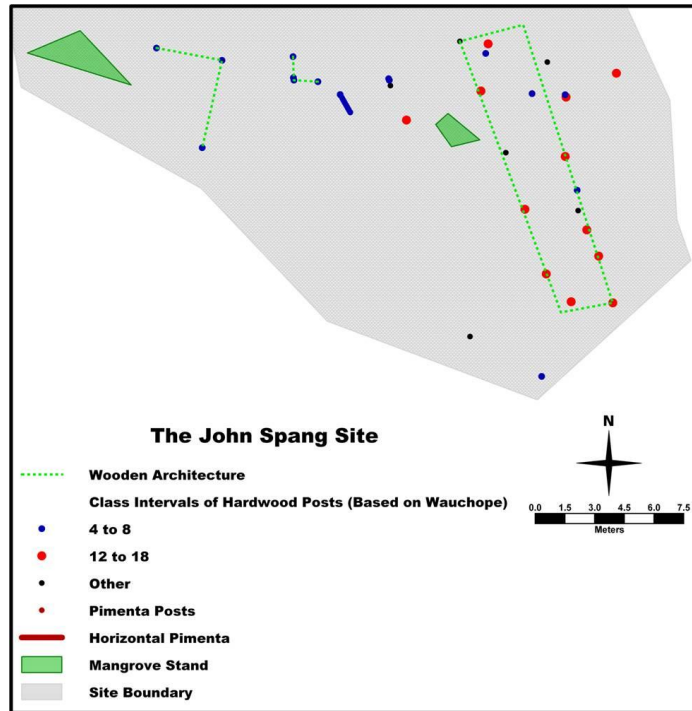 The John Spang Site
Wooden Architecture
Class Intervals of Hardwood Posts (Based on Wauchope)
4 to 8
12 to 18
Other
Pimenta Posts
Horizontal Pimenta
Mangrove Stand
Site Boundary
N
0.0 1.5 3.0 4.5 6.0 7.5
Meters